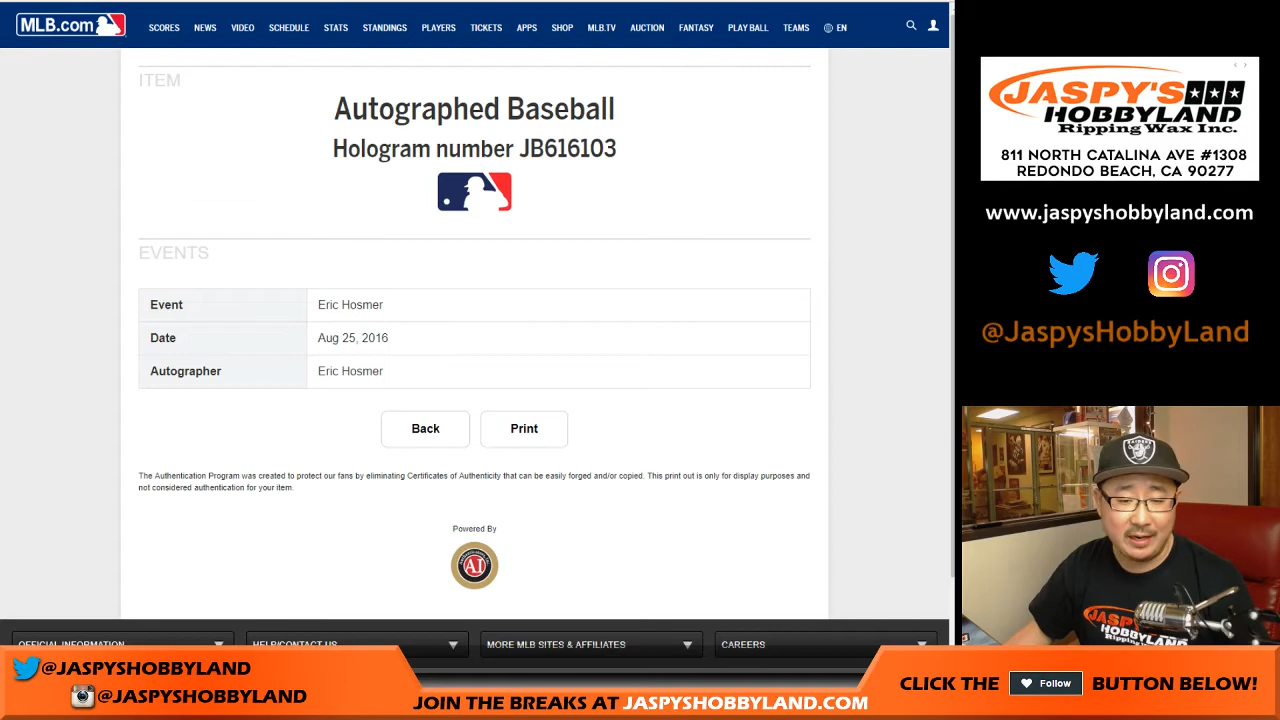 MLB.com SCORES NEWS VIDEO SCHEDULE STATS STANDINGS PLAYERS TICKETS APPS SHOP MLB.TV AUCTION FANTASY PLAY BALL TEAMS EN
ITEM
Autographed Baseball
Hologram number JB616103
EVENTS
Event Eric Hosmer
Date Aug 25, 2016
Autographer Eric Hosmer
Back Print
The Authentication Program was created to protect our fans by eliminating Certificates of Authenticity that can be easily forged and/or copied. This print out is only for display purposes and
not considered authentication for your item.
Powered By
AI
OFFICIAL INFORMATION HELP/CONTACT US MORE MLB SITES & AFFILIATES CAREERS
JASPY'S
HOBBYLAND
Ripping Wax Inc.
811 NORTH CATALINA AVE #1308
REDONDO BEACH, CA 90277
www.jaspyshobbyland.com
@JaspysHobbyLand
RAIDERS
JASPY'S
HOBBYLAND
@JASPYSHOBBYLAND
@JASPYSHOBBYLAND
JOIN THE BREAKS AT JASPYSHOBBYLAND.COM
CLICK THE Follow BUTTON BELOW!